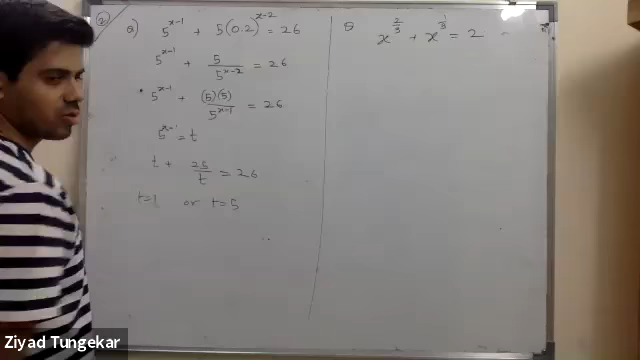 ② Q) 5^{x-1} + 5(0.2)^{x-2} = 26
5^{x-1} + 5/5^{x-2} = 26
5^{x-1} + (5)(5)/5^{x-1} = 26
5^{x-1} = t
t + 25/t = 26
t=1 or t=5
Q x^{2/3} + x^{1/3} = 2
Ziyad Tungekar